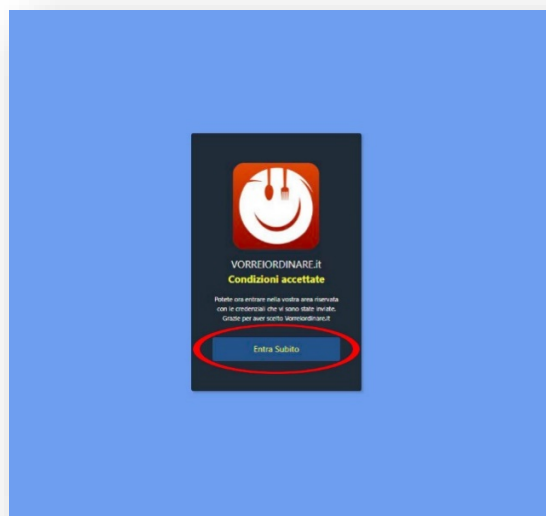 VORREIORDINARE.it
Condizioni accettate
Potete ora entrare nella vostra area riservata
con le credenziali che vi sono state inviate.
Grazie per aver scelto Vorreiordinare.it
Entra Subito